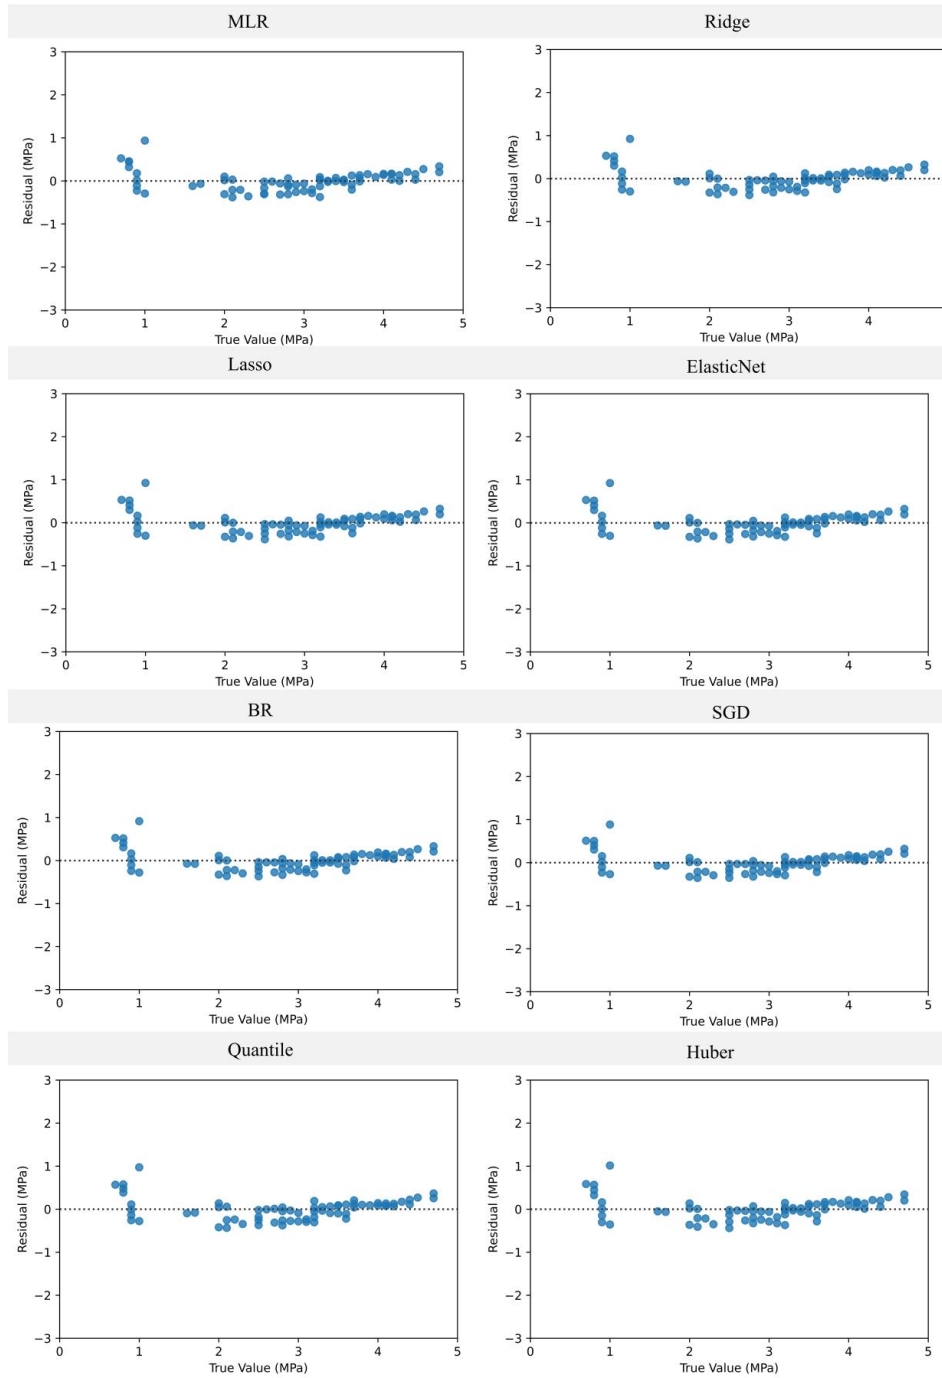 MLR
3
2
1
0
−1
−2
−3
Residual (MPa)
0 1 2 3 4 5
True Value (MPa)
Ridge
3
2
1
0
−1
−2
−3
Residual (MPa)
0 1 2 3 4
True Value (MPa)
Lasso
3
2
1
0
−1
−2
−3
Residual (MPa)
0 1 2 3 4 5
True Value (MPa)
ElasticNet
3
2
1
0
−1
−2
−3
Residual (MPa)
0 1 2 3 4 5
True Value (MPa)
BR
3
2
1
0
−1
−2
−3
Residual (MPa)
0 1 2 3 4 5
True Value (MPa)
SGD
3
2
1
0
−1
−2
−3
Residual (MPa)
0 1 2 3 4 5
True Value (MPa)
Quantile
3
2
1
0
−1
−2
−3
Residual (MPa)
0 1 2 3 4 5
True Value (MPa)
Huber
3
2
1
0
−1
−2
−3
Residual (MPa)
0 1 2 3 4 5
True Value (MPa)